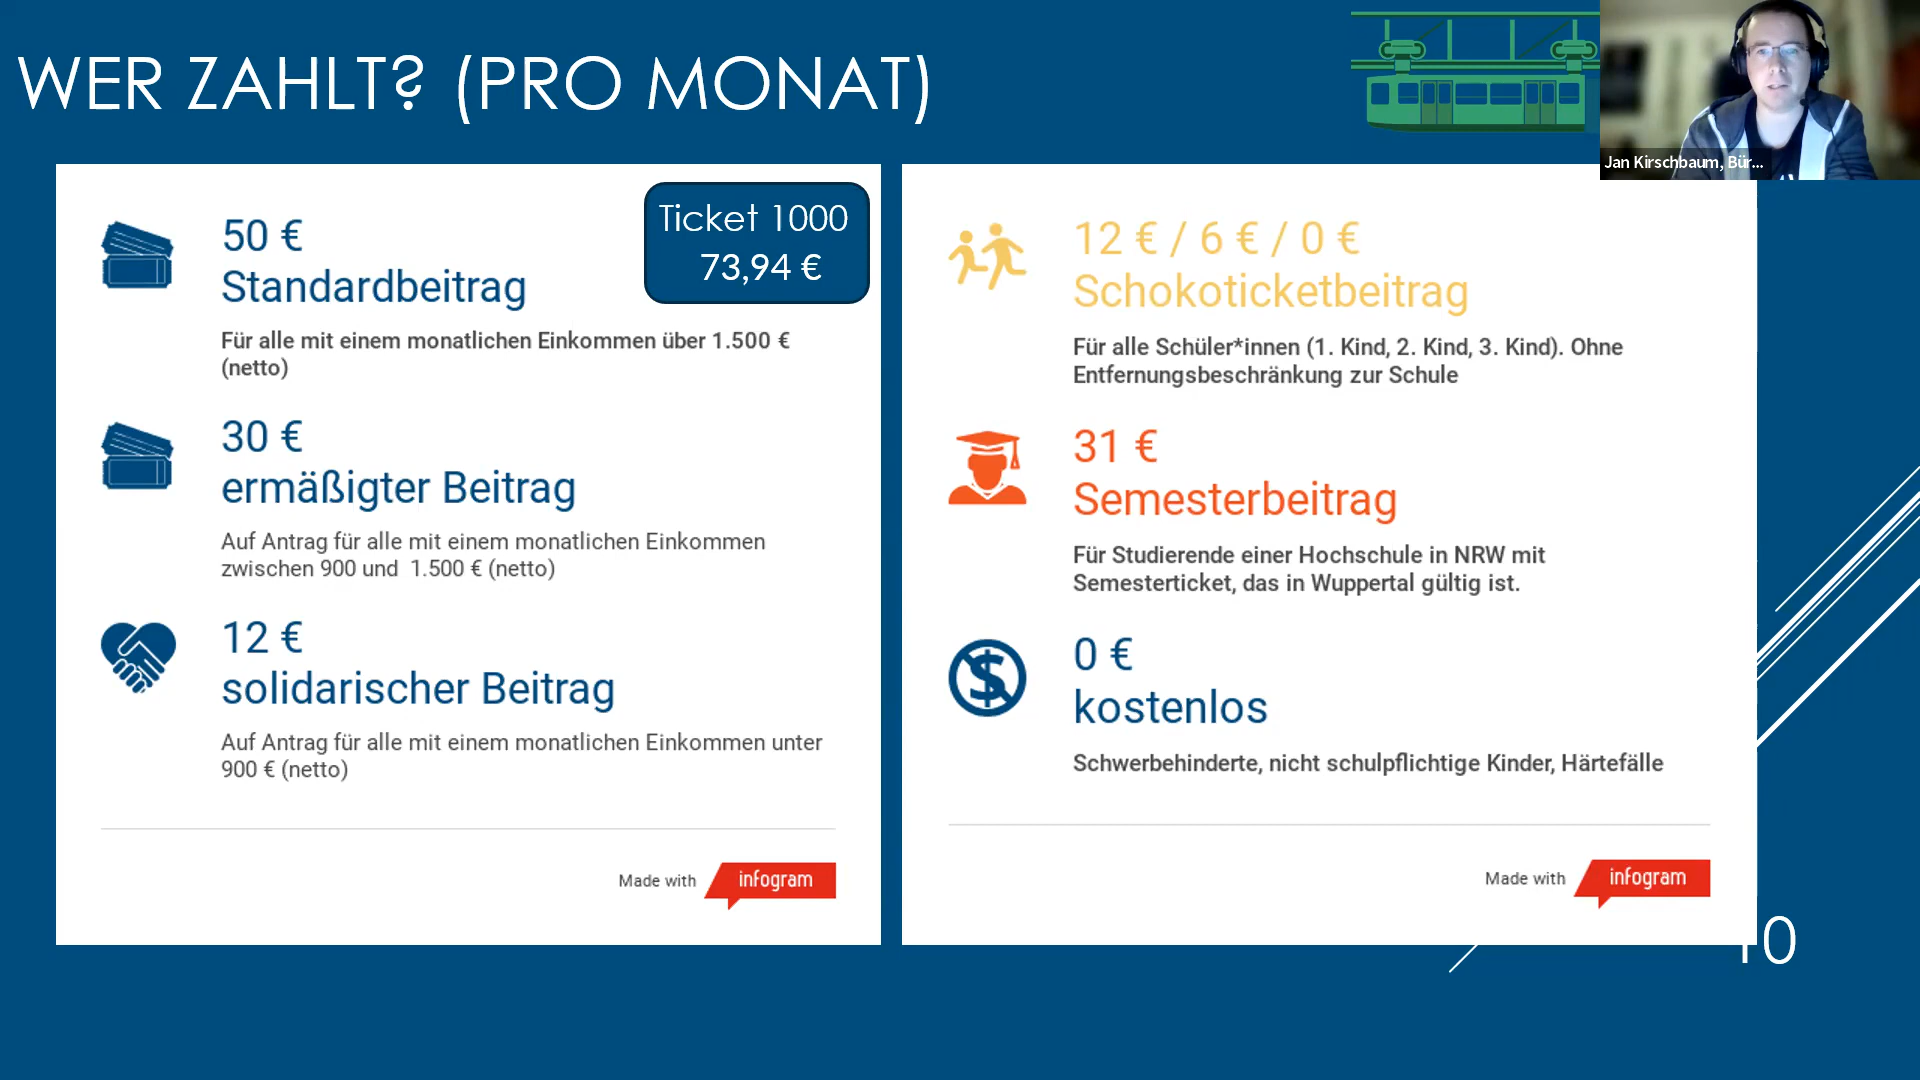 WER ZAHLT? (PRO MONAT)
Jan Kirschbaum, Bür...
50 €
Standardbeitrag
Für alle mit einem monatlichen Einkommen über 1.500 €
(netto)
Ticket 1000
73,94 €
30 €
ermäßigter Beitrag
Auf Antrag für alle mit einem monatlichen Einkommen
zwischen 900 und 1.500 € (netto)
12 €
solidarischer Beitrag
Auf Antrag für alle mit einem monatlichen Einkommen unter
900 € (netto)
Made with infogram
12 € / 6 € / 0 €
Schokoticketbeitrag
Für alle Schüler*innen (1. Kind, 2. Kind, 3. Kind). Ohne
Entfernungsbeschränkung zur Schule
31 €
Semesterbeitrag
Für Studierende einer Hochschule in NRW mit
Semesterticket, das in Wuppertal gültig ist.
0 €
kostenlos
Schwerbehinderte, nicht schulpflichtige Kinder, Härtefälle
Made with infogram
10